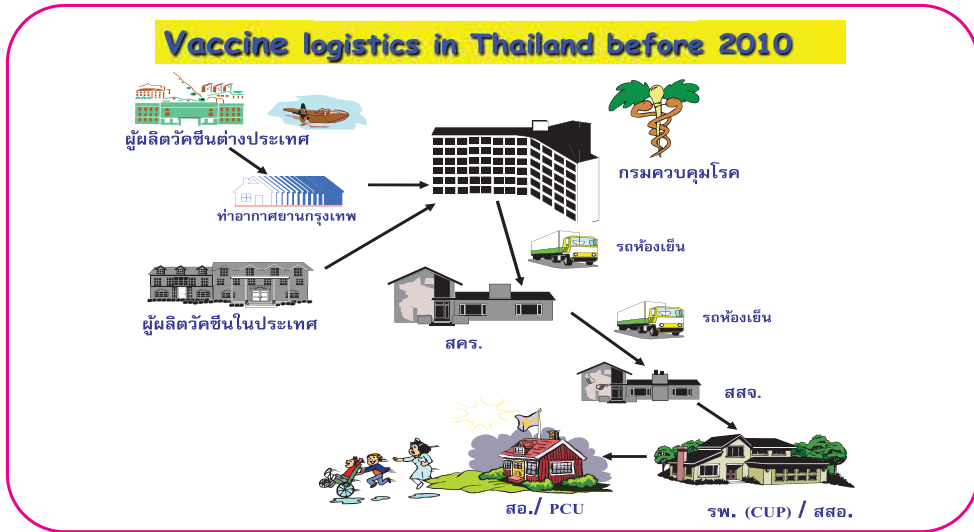 Vaccine logistics in Thailand before 2010
ผู้ผลิตวัคซีนต่างประเทศ
กรมควบคุมโรค
ท่าอากาศยานกรุงเทพ
รถห้องเย็น
ผู้ผลิตวัคซีนในประเทศ
สคร.
รถห้องเย็น
สสจ.
สอ./ PCU
รพ. (CUP) / สสอ.